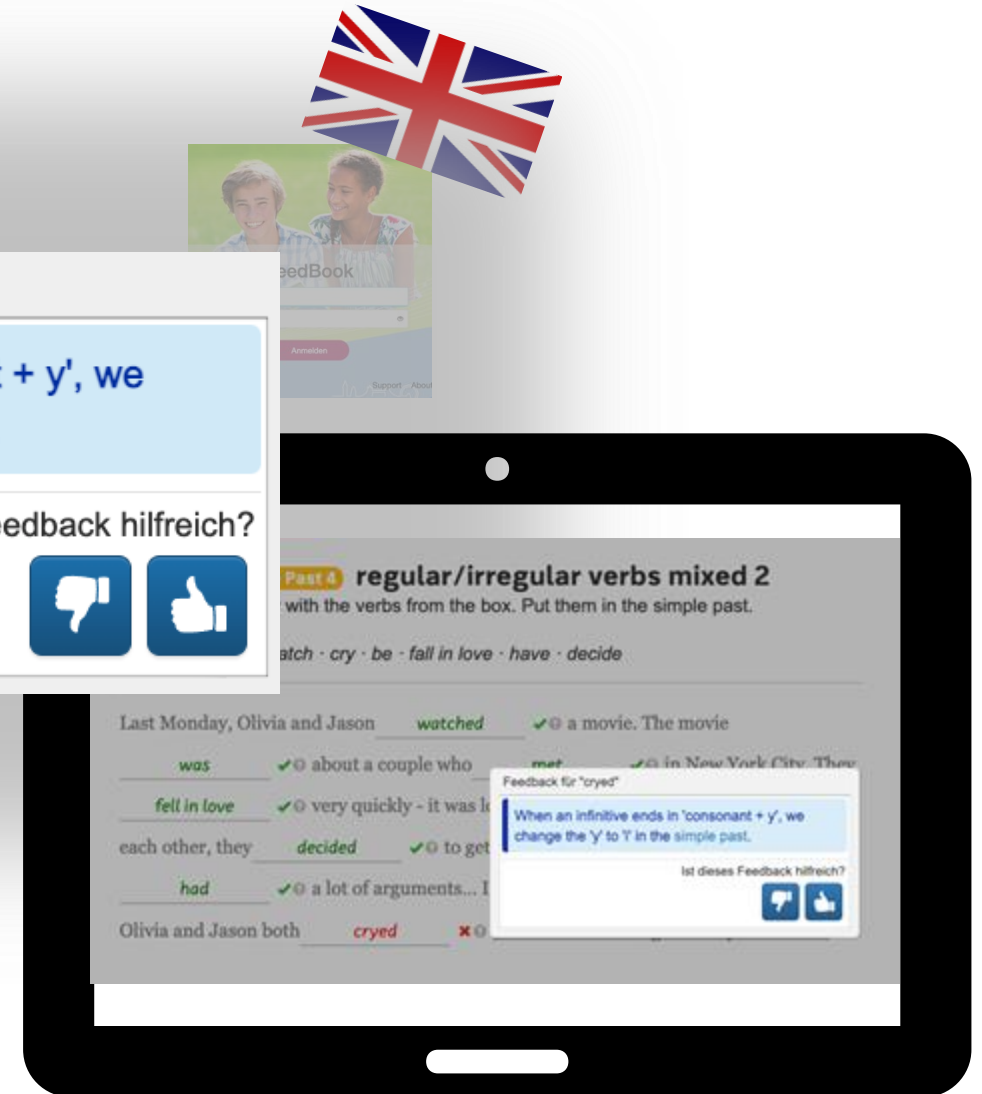 eedBook
Anmelden
Support About
+ y', we
eedback hilfreich?
Past 4 regular/irregular verbs mixed 2
with the verbs from the box. Put them in the simple past.
atch · cry · be · fall in love · have · decide
Last Monday, Olivia and Jason watched a movie. The movie
was about a couple who met in New York City. They
fell in love very quickly - it was l
each other, they decided to get
had a lot of arguments... I
Olivia and Jason both cryed
Feedback für "cryed"
When an infinitive ends in 'consonant + y', we
change the 'y' to 'i' in the simple past.
Ist dieses Feedback hilfreich?